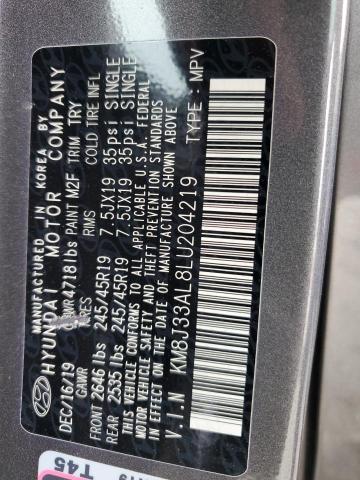 MANUFACTURED IN KOREA BY
HYUNDAI MOTOR COMPANY
DEC/16/19 GVWR 4718lbs PAINT M2F TRIM TRY
TIRES RIMS COLD TIRE INFL
FRONT 2646 lbs 245/45R19 7.5JX19 35psi SINGLE
REAR 2535 lbs 245/45R19 7.5JX19 35psi SINGLE
THIS VEHICLE CONFORMS TO ALL APPLICABLE U.S.A. FEDERAL
MOTOR VEHICLE SAFETY AND THEFT PREVENTION STANDARDS
IN EFFECT ON THE DATE OF MANUFACTURE SHOWN ABOVE
V.I.N KM8J33AL8LU204219 TYPE: MPV
T45